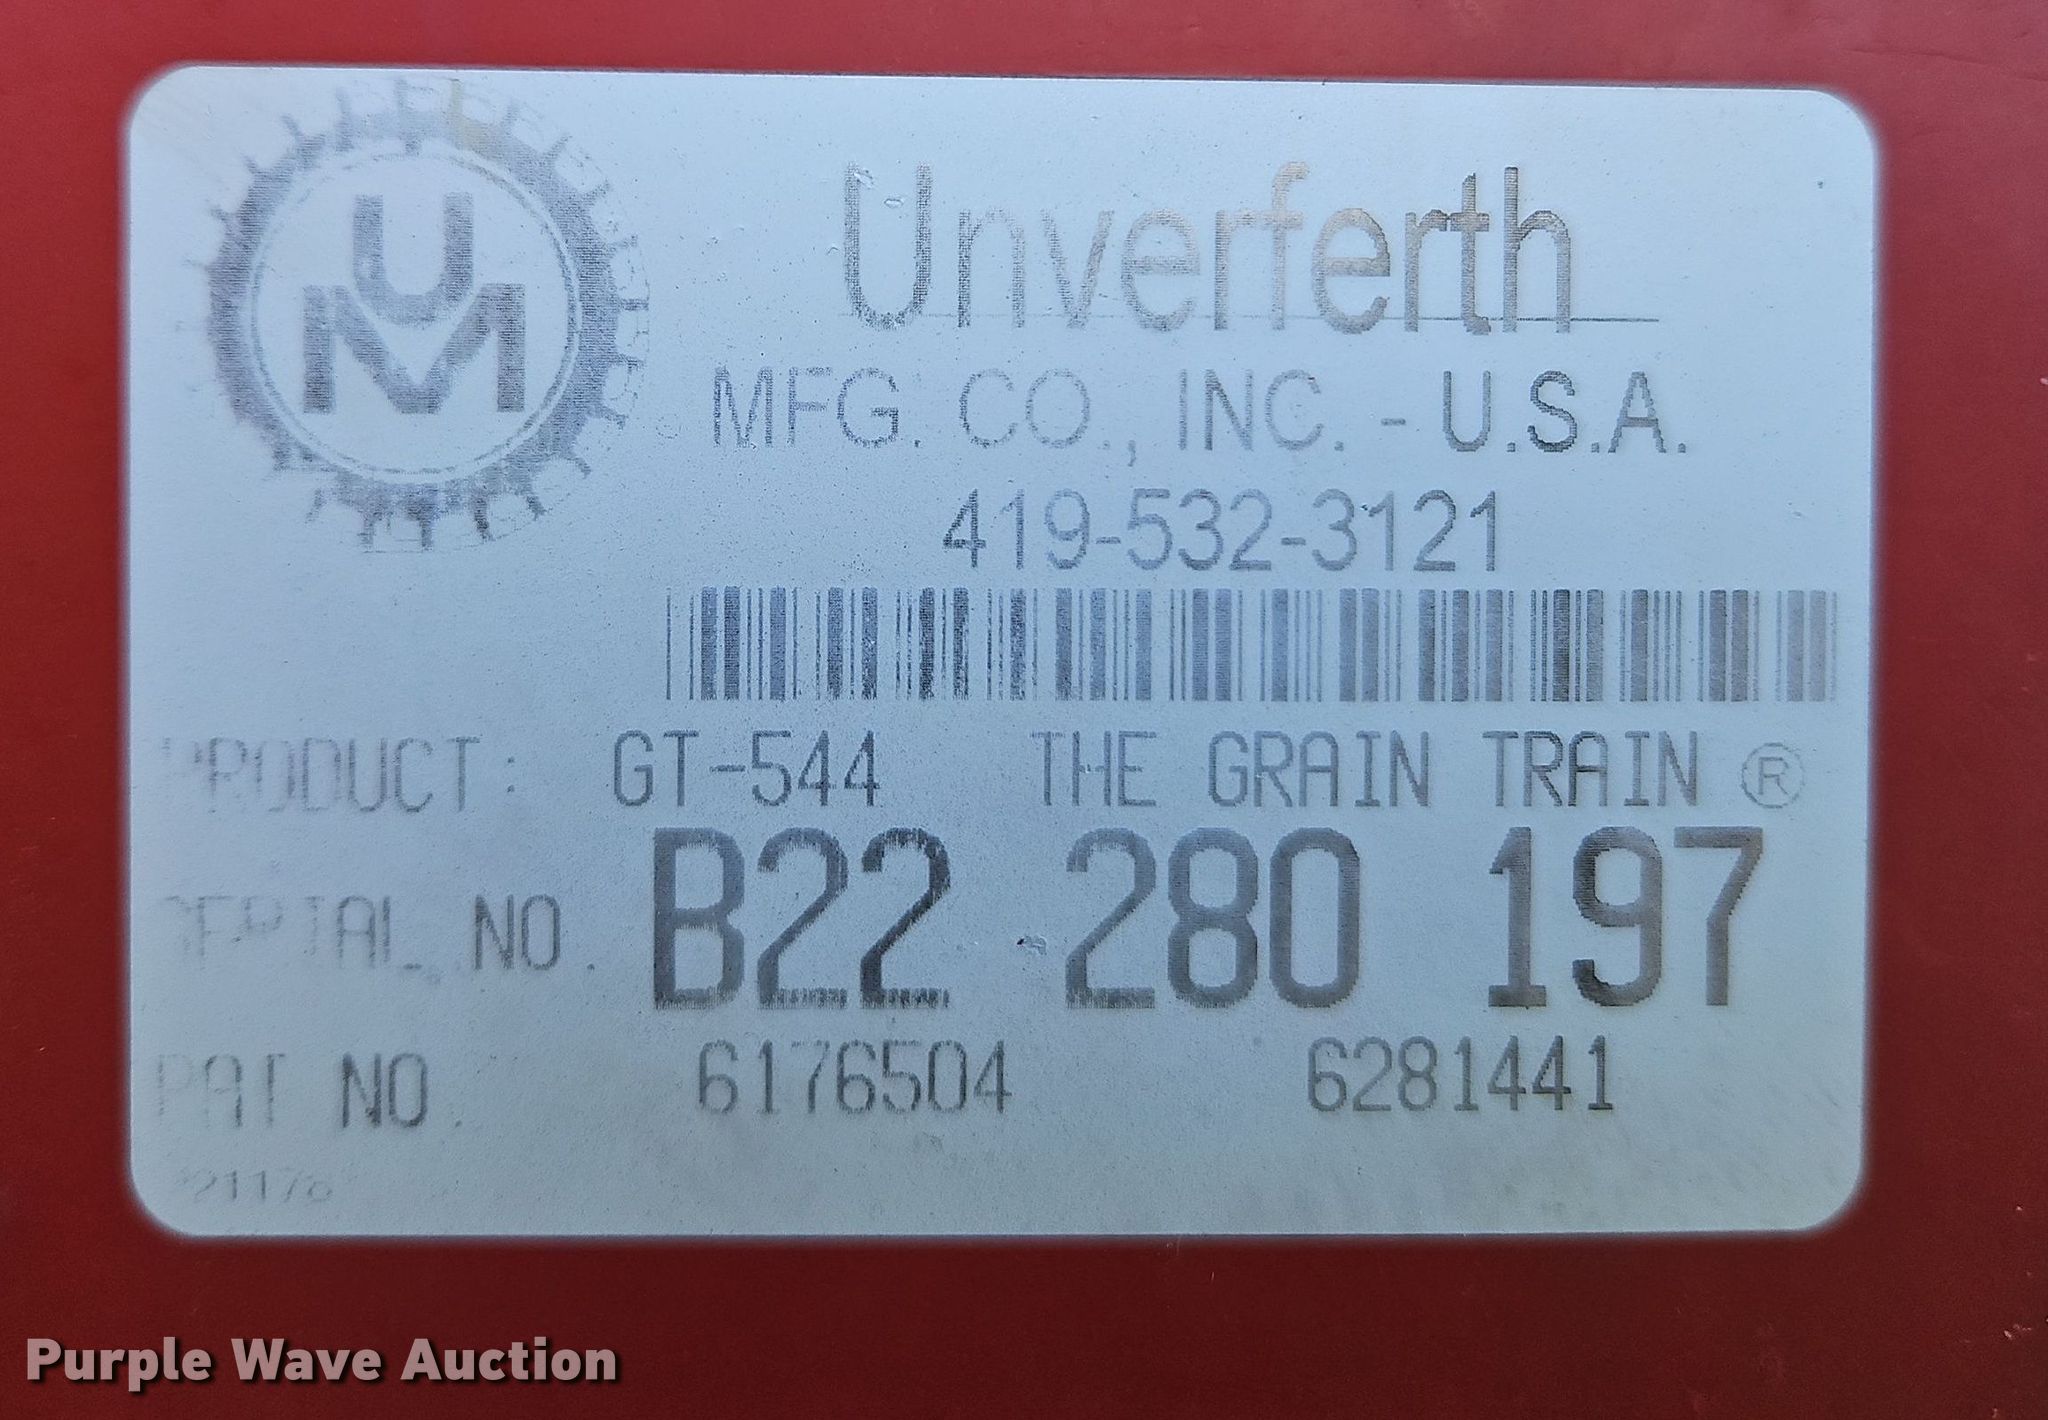 UM
Unverferth
MFG. CO., INC. - U.S.A.
419-532-3121
PRODUCT: GT-544 THE GRAIN TRAIN ®
SERIAL NO. B22 280 197
PAT NO. 6176504 6281441
Purple Wave Auction